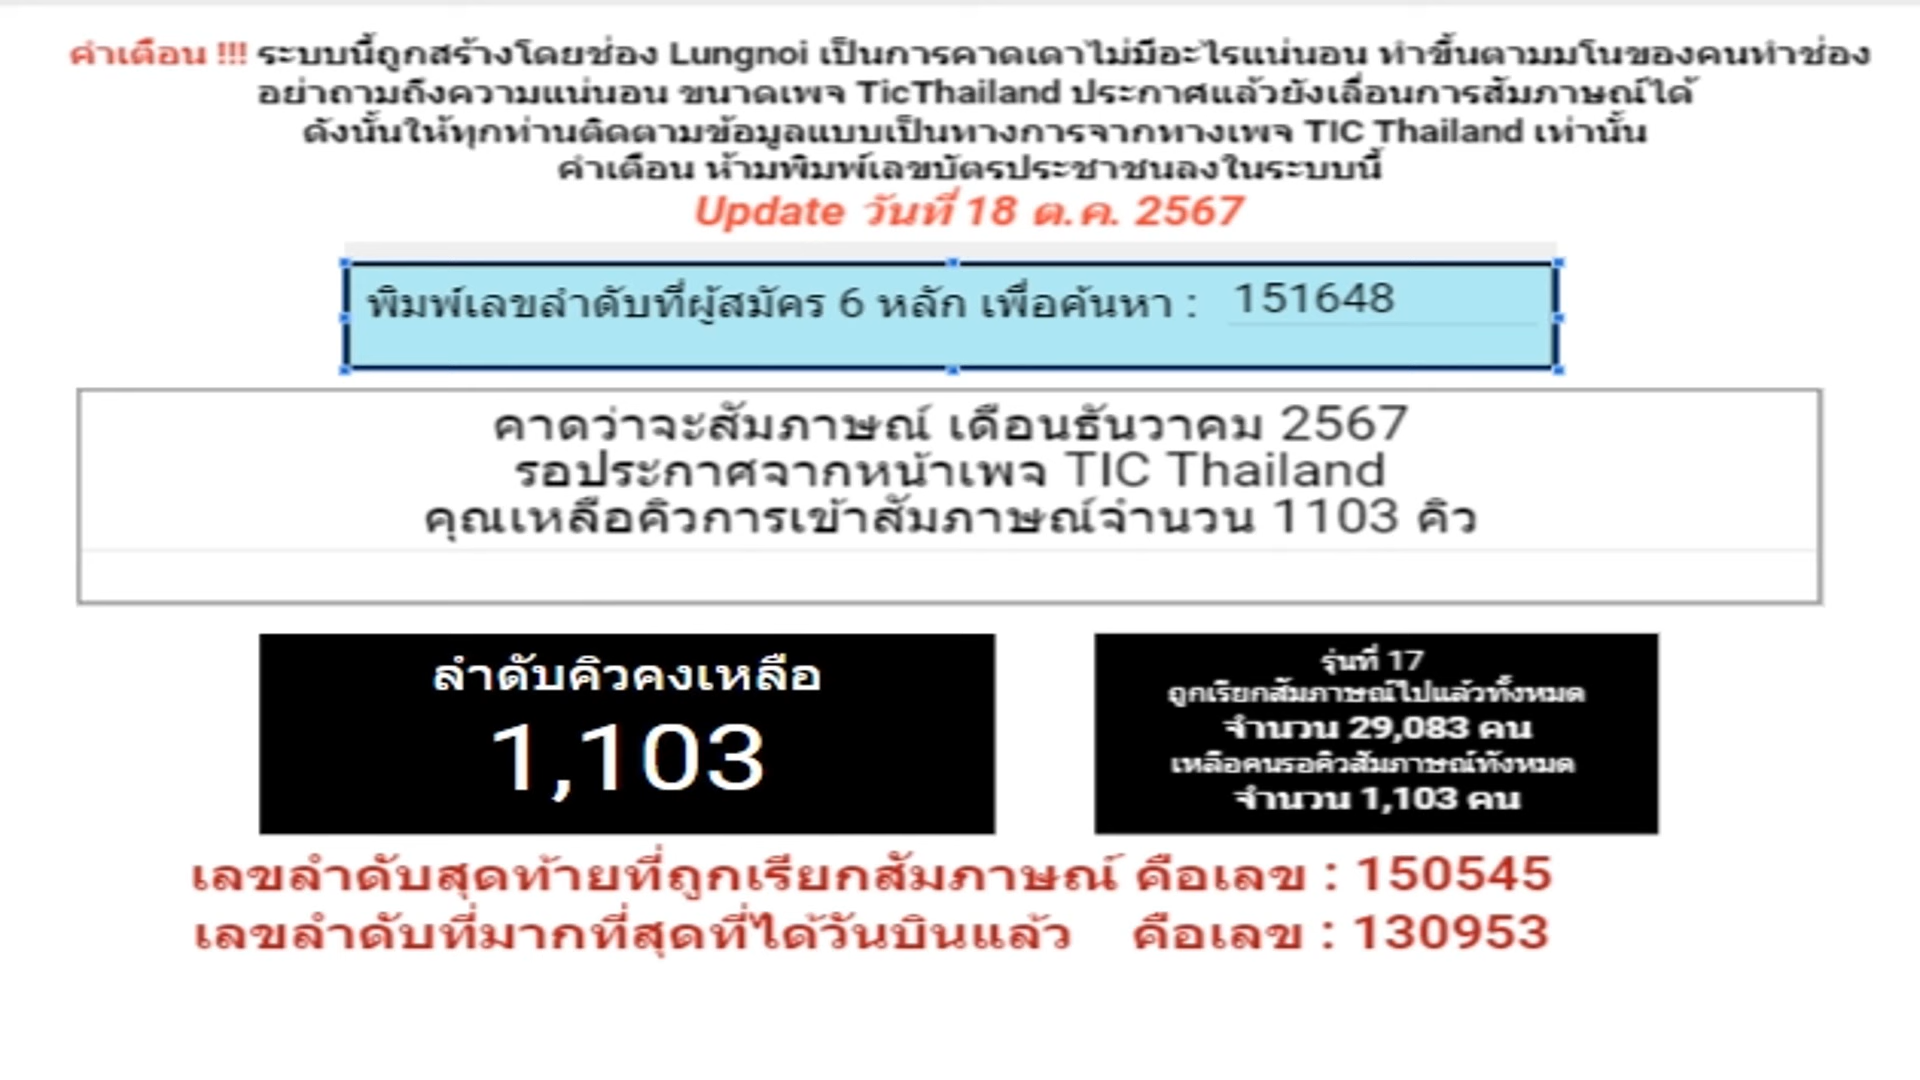 คำเตือน !!! ระบบนี้ถูกสร้างโดยช่อง Lungnoi เป็นการคาดเดาไม่มีอะไรแน่นอน ทำขึ้นตามมโนของคนทำช่อง
อย่าถามถึงความแน่นอน ขนาดเพจ TicThailand ประกาศแล้วยังเลื่อนการสัมภาษณ์ได้
ดังนั้นให้ทุกท่านติดตามข้อมูลแบบเป็นทางการจากทางเพจ TIC Thailand เท่านั้น
คำเตือน ห้ามพิมพ์เลขบัตรประชาชนลงในระบบนี้
Update วันที่ 18 ต.ค. 2567
พิมพ์เลขลำดับที่ผู้สมัคร 6 หลัก เพื่อค้นหา : 151648
คาดว่าจะสัมภาษณ์ เดือนธันวาคม 2567
รอประกาศจากหน้าเพจ TIC Thailand
คุณเหลือคิวการเข้าสัมภาษณ์จำนวน 1103 คิว
ลำดับคิวคงเหลือ
1,103
รุ่นที่ 17
ถูกเรียกสัมภาษณ์ไปแล้วทั้งหมด
จำนวน 29,083 คน
เหลือคนรอคิวสัมภาษณ์ทั้งหมด
จำนวน 1,103 คน
เลขลำดับสุดท้ายที่ถูกเรียกสัมภาษณ์ คือเลข : 150545
เลขลำดับที่มากที่สุดที่ได้วันบินแล้ว คือเลข : 130953